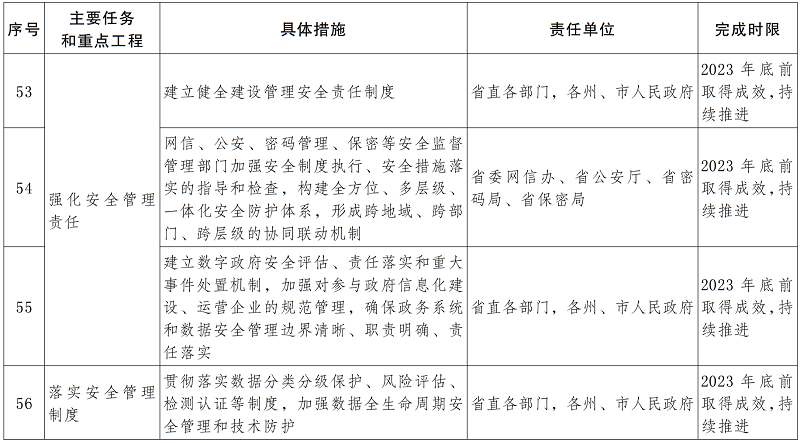 序号
主要任务
和重点工程
具体措施
责任单位
完成时限
53
强化安全管理
责任
建立健全建设管理安全责任制度
省直各部门，各州、市人民政府
2023 年底前
取得成效，持
续推进
54
网信、公安、密码管理、保密等安全监督
管理部门加强安全制度执行、安全措施落
实的指导和检查，构建全方位、多层级、
一体化安全防护体系，形成跨地域、跨部
门、跨层级的协同联动机制
省委网信办、省公安厅、省密
码局、省保密局
2023 年底前
取得成效，持
续推进
55
建立数字政府安全评估、责任落实和重大
事件处置机制，加强对参与政府信息化建
设、运营企业的规范管理，确保政务系统
和数据安全管理边界清晰、职责明确、责
任落实
省直各部门，各州、市人民政府
2023 年底前
取得成效，持
续推进
56
落实安全管理
制度
贯彻落实数据分类分级保护、风险评估、
检测认证等制度，加强数据全生命周期安
全管理和技术防护
省直各部门，各州、市人民政府
2023 年底前
取得成效，持
续推进